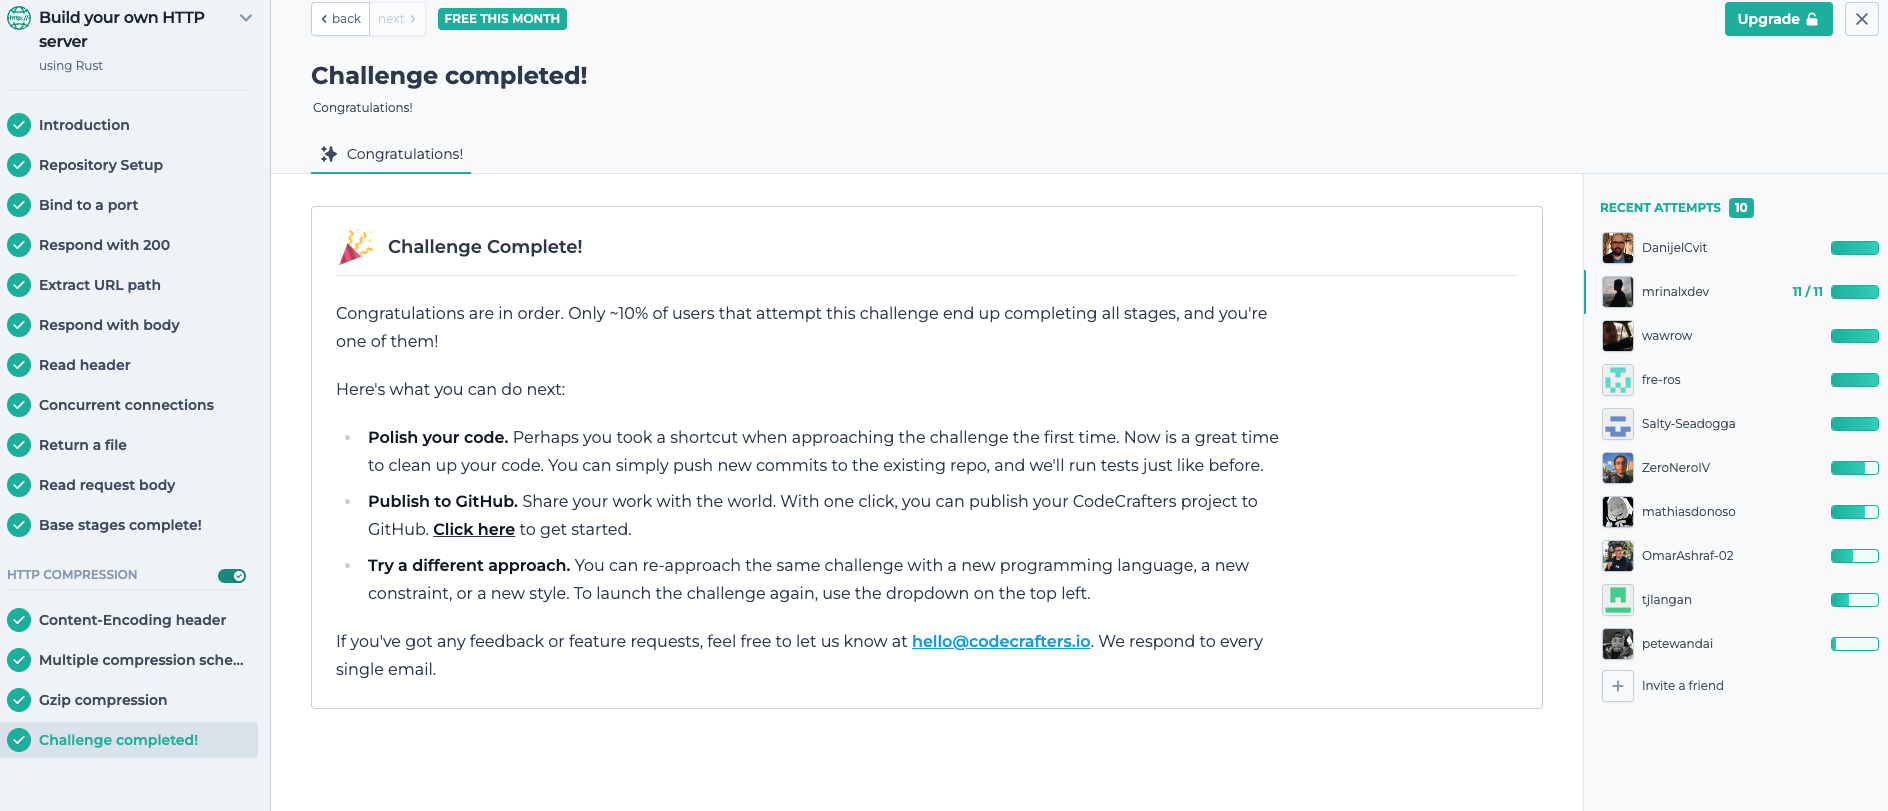 http://
Build your own HTTP
server
using Rust
Introduction
Repository Setup
Bind to a port
Respond with 200
Extract URL path
Respond with body
Read header
Concurrent connections
Return a file
Read request body
Base stages complete!
HTTP COMPRESSION
Content-Encoding header
Multiple compression sche...
Gzip compression
Challenge completed!
back
next
FREE THIS MONTH
Upgrade
Challenge completed!
Congratulations!
Congratulations!
Challenge Complete!
Congratulations are in order. Only ~10% of users that attempt this challenge end up completing all stages, and you're
one of them!
Here's what you can do next:
Polish your code. Perhaps you took a shortcut when approaching the challenge the first time. Now is a great time
to clean up your code. You can simply push new commits to the existing repo, and we'll run tests just like before.
Publish to GitHub. Share your work with the world. With one click, you can publish your CodeCrafters project to
GitHub. Click here to get started.
Try a different approach. You can re-approach the same challenge with a new programming language, a new
constraint, or a new style. To launch the challenge again, use the dropdown on the top left.
If you've got any feedback or feature requests, feel free to let us know at hello@codecrafters.io. We respond to every
single email.
RECENT ATTEMPTS 10
DanijelCvit
mrinalxdev 11 / 11
wawrow
fre-ros
Salty-Seadogga
ZeroNeroIV
mathiasdonoso
OmarAshraf-02
tjlangan
petewandai
Invite a friend